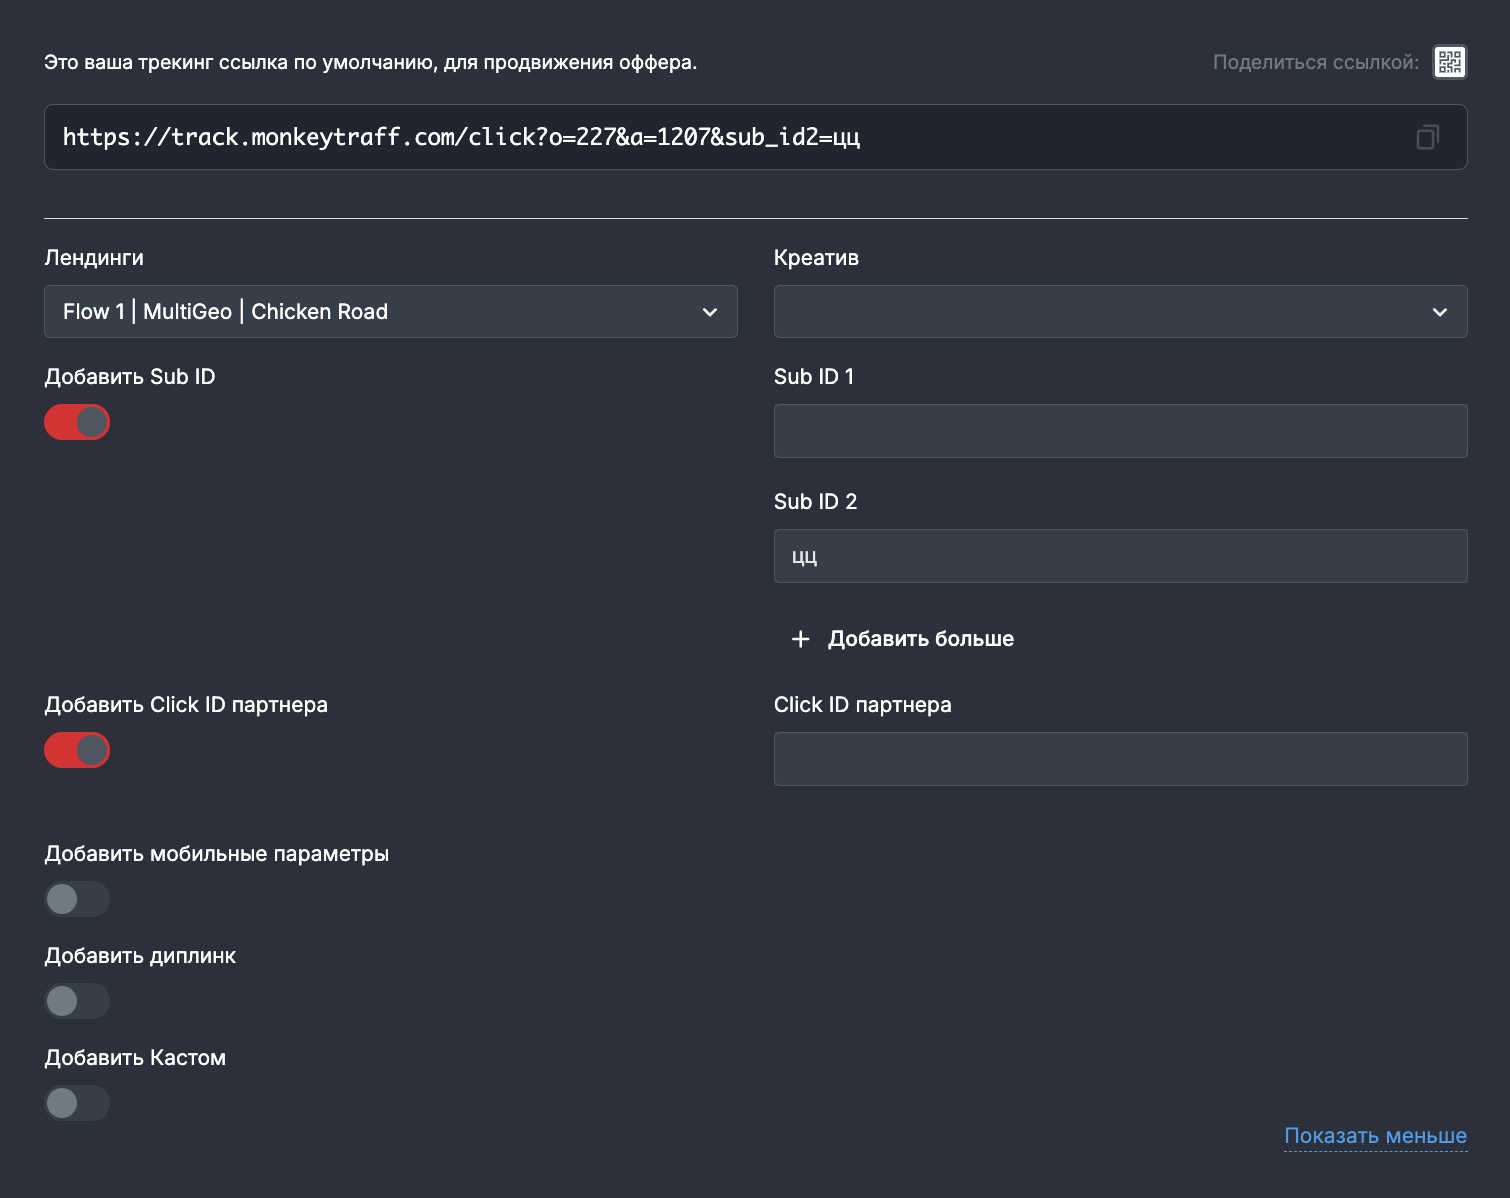 Это ваша трекинг ссылка по умолчанию, для продвижения оффера.
Поделиться ссылкой:
https://track.monkeytraff.com/click?o=227&a=1207&sub_id2=цц
Лендинги
Креатив
Flow 1 | MultiGeo | Chicken Road
Добавить Sub ID
Sub ID 1
Sub ID 2
цц
+ Добавить больше
Добавить Click ID партнера
Click ID партнера
Добавить мобильные параметры
Добавить диплинк
Добавить Кастом
Показать меньше